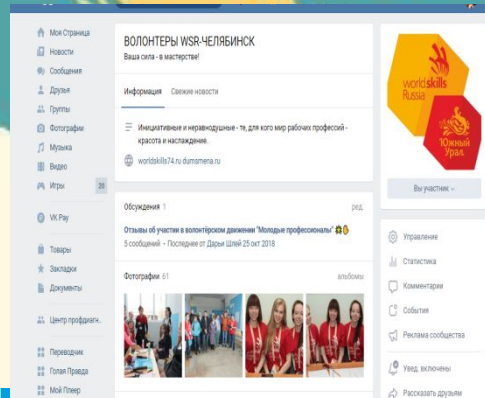 Моя Страница
Новости
Сообщения
Друзья
Группы
Фотографии
Музыка
Видео
Игры 20
VK Pay
Товары
Закладки
Документы
Центр профдиагн..
Переводчик
Голая Правда
Мой Плеер
ВОЛОНТЕРЫ WSR-ЧЕЛЯБИНСК
Ваша сила - в мастерстве!
Информация Свежие новости
Инициативные и неравнодушные - те, для кого мир рабочих профессий -
красота и наслаждение.
worldskills74.ru dumsmena.ru
Обсуждения 1 ред.
Отзывы об участии в волонтёрском движении "Молодые профессионалы"
5 сообщений - Последнее от Дарьи Шлей 25 окт 2018
Фотографии 61 альбомы
worldskills
Russia
Южный
Урал
Вы участник
Управление
Статистика
Комментарии
События
Реклама сообщества
Увед. включены
Рассказать друзьям